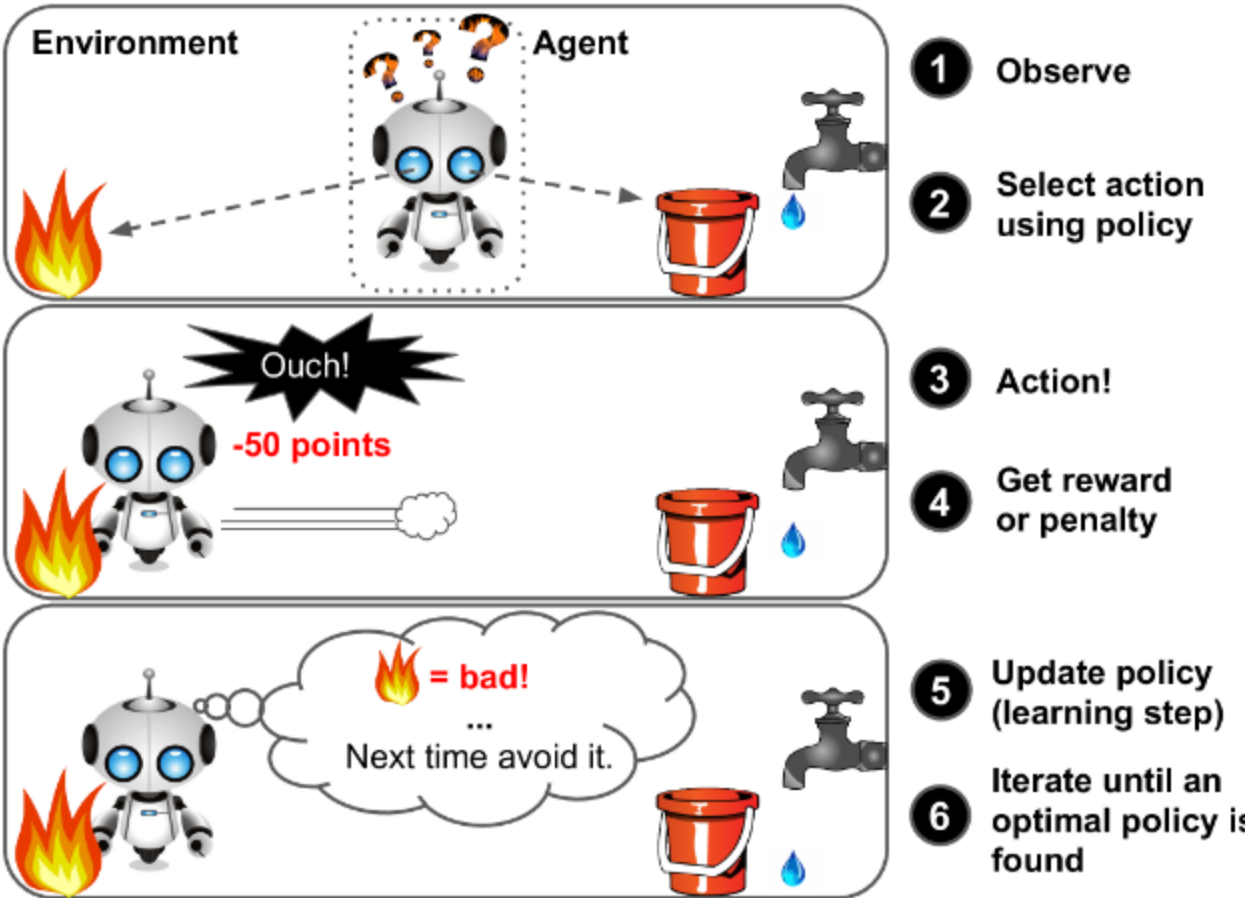 Environment
Agent
? ? ?
1 Observe
2 Select action
using policy
Ouch!
-50 points
3 Action!
4 Get reward
or penalty
= bad!
...
Next time avoid it.
5 Update policy
(learning step)
6 Iterate until an
optimal policy is
found